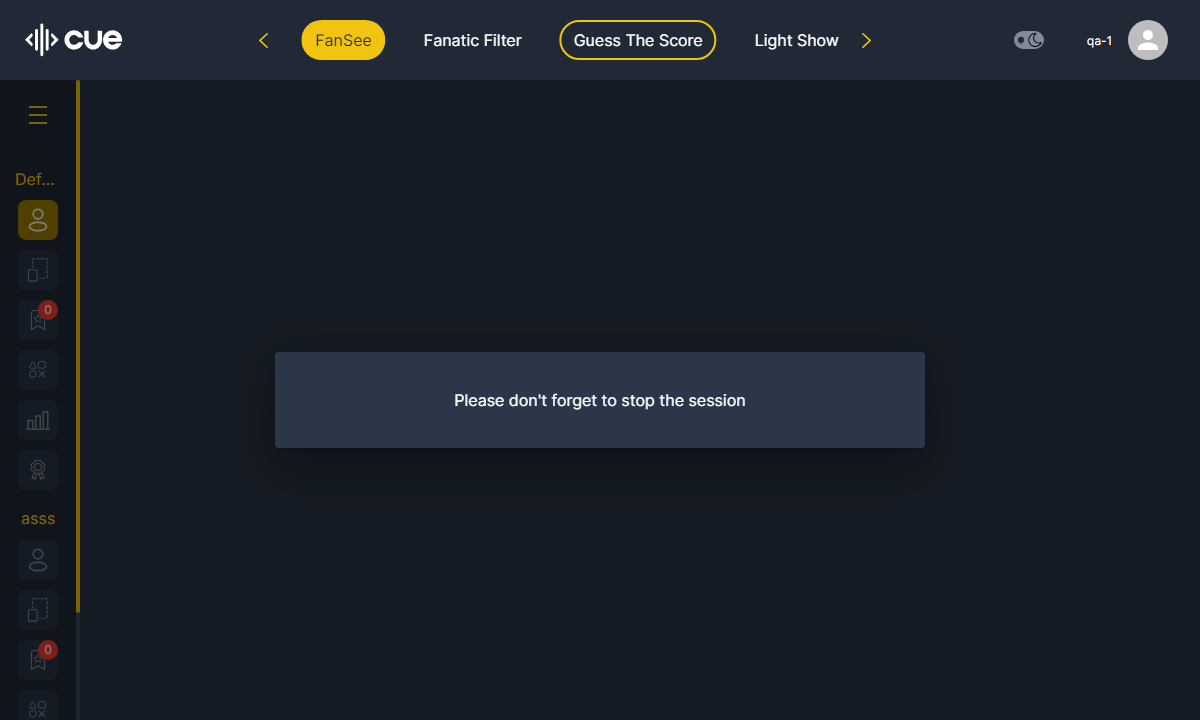 CUE
FanSee
Fanatic Filter
Guess The Score
Light Show
qa-1
Def...
0
asss
0
Please don't forget to stop the session